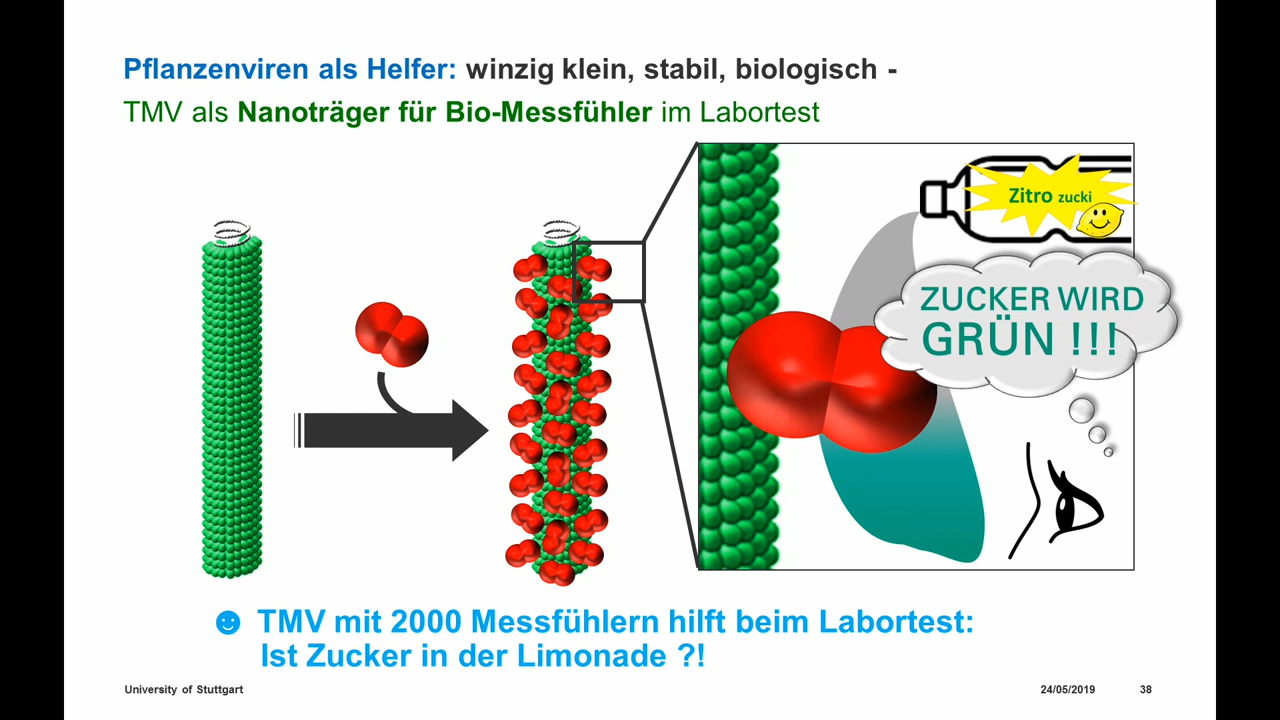 Pflanzenviren als Helfer: winzig klein, stabil, biologisch -
TMV als Nanoträger für Bio-Messfühler im Labortest
Zitro zucki
ZUCKER WIRD
GRÜN !!!
☻ TMV mit 2000 Messfühlern hilft beim Labortest:
Ist Zucker in der Limonade ?!
University of Stuttgart
24/05/2019
38